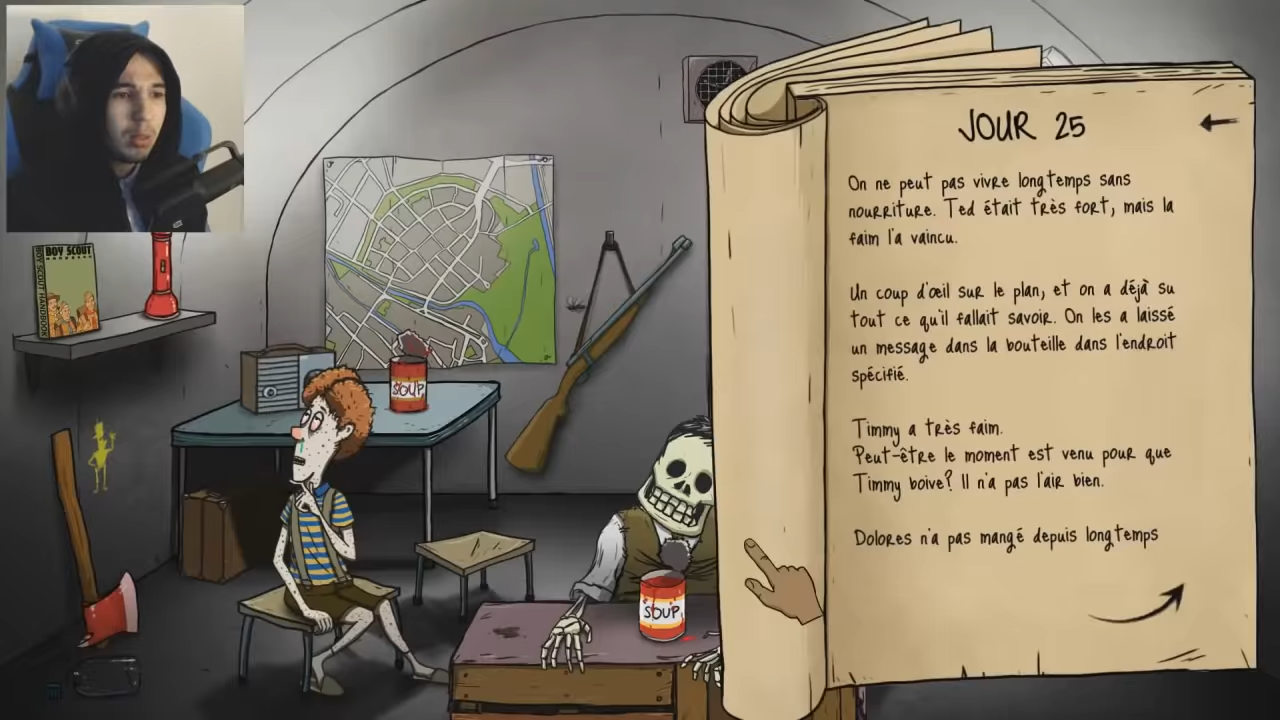 JOUR 25
On ne peut pas vivre longtemps sans
nourriture. Ted était très fort, mais la
faim l'a vaincu.
Un coup d'œil sur le plan, et on a déjà su
tout ce qu'il fallait savoir. On les a laissé
un message dans la bouteille dans l'endroit
spécifié.
Timmy a très faim.
Peut-être le moment est venu pour que
Timmy boive? Il n'a pas l'air bien.
Dolores n'a pas mangé depuis longtemps
BOY SCOUT
BOY SCOUT HANDBOOK
SOUP
SOUP